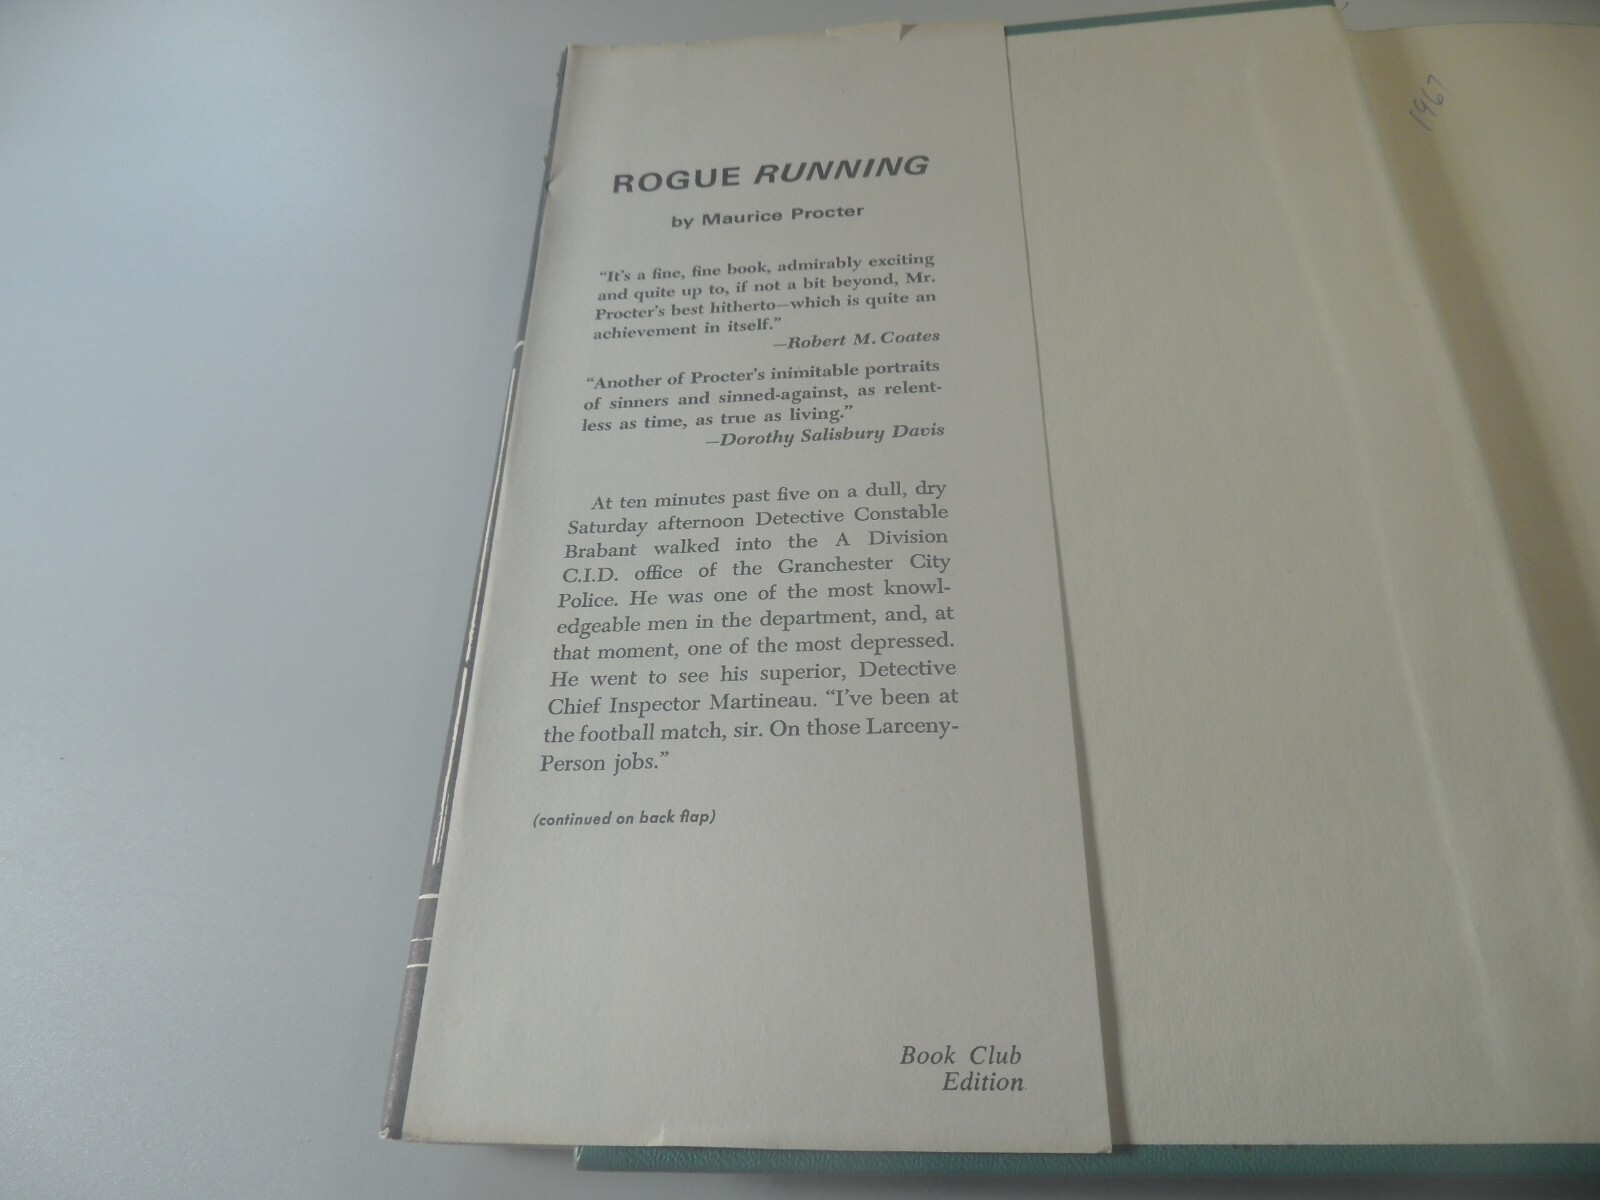 ROGUE RUNNING
by Maurice Procter
“It’s a fine, fine book, admirably exciting
and quite up to, if not a bit beyond, Mr.
Procter’s best hitherto—which is quite an
achievement in itself.”
—Robert M. Coates
“Another of Procter’s inimitable portraits
of sinners and sinned-against, as relent-
less as time, as true as living.”
—Dorothy Salisbury Davis
At ten minutes past five on a dull, dry
Saturday afternoon Detective Constable
Brabant walked into the A Division
C.I.D. office of the Granchester City
Police. He was one of the most knowl-
edgeable men in the department, and, at
that moment, one of the most depressed.
He went to see his superior, Detective
Chief Inspector Martineau. “I’ve been at
the football match, sir. On those Larceny-
Person jobs.”
(continued on back flap)
Book Club
Edition
1967